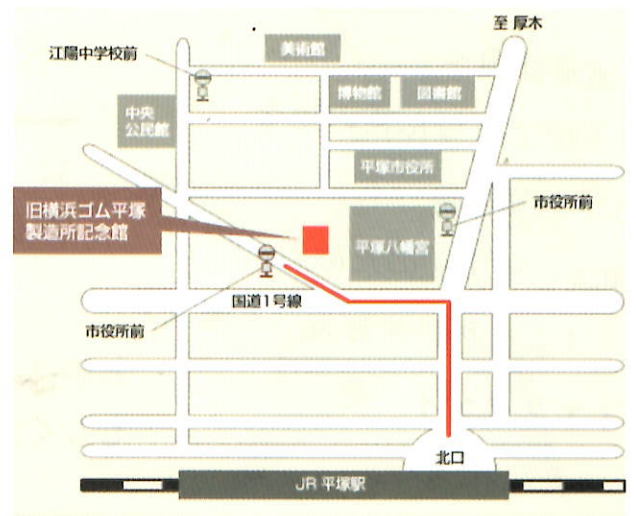 至 厚木
美術館
江陽中学校前
博物館
図書館
中央
公民館
平塚市役所
市役所前
旧横浜ゴム平塚
製造所記念館
平塚八幡宮
国道1号線
市役所前
北口
JR 平塚駅